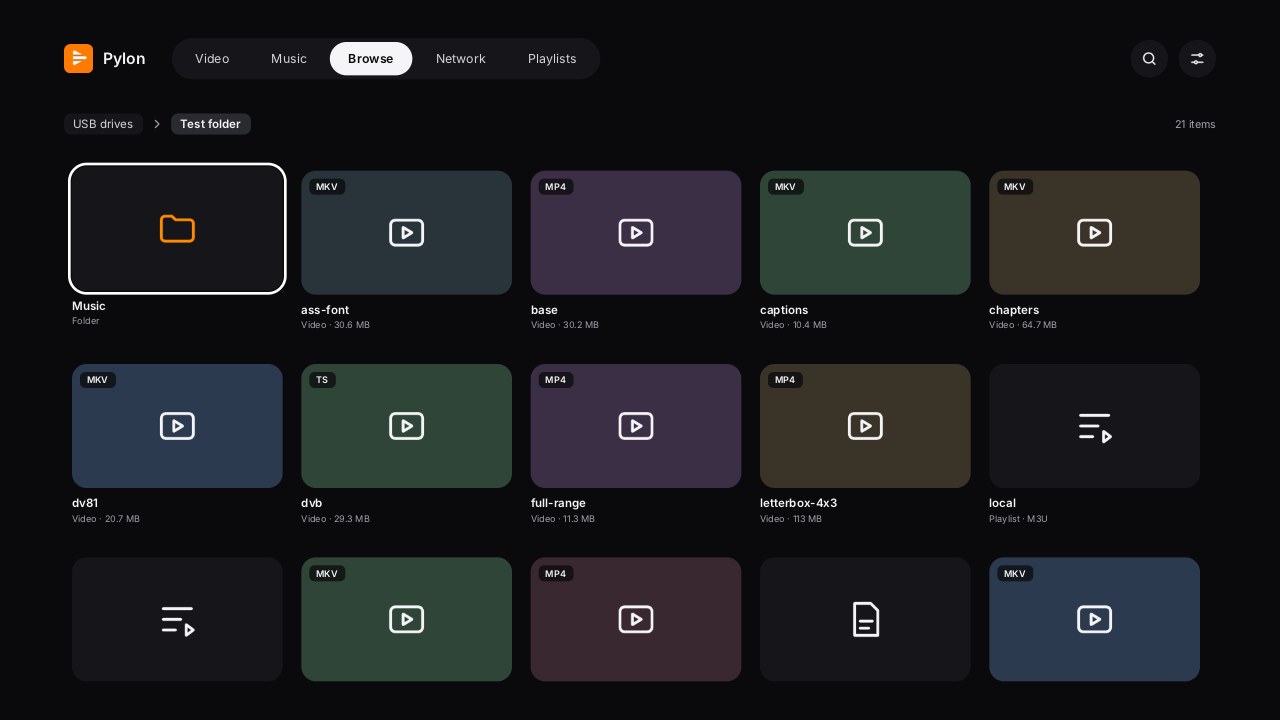 Pylon
Video
Music
Browse
Network
Playlists
USB drives
Test folder
21 items
Music
Folder
MKV
ass-font
Video · 30.6 MB
MP4
base
Video · 30.2 MB
MKV
captions
Video · 10.4 MB
MKV
chapters
Video · 64.7 MB
MKV
dv81
Video · 20.7 MB
TS
dvb
Video · 29.3 MB
MP4
full-range
Video · 11.3 MB
MP4
letterbox-4x3
Video · 113 MB
local
Playlist · M3U
MKV
MP4
MKV